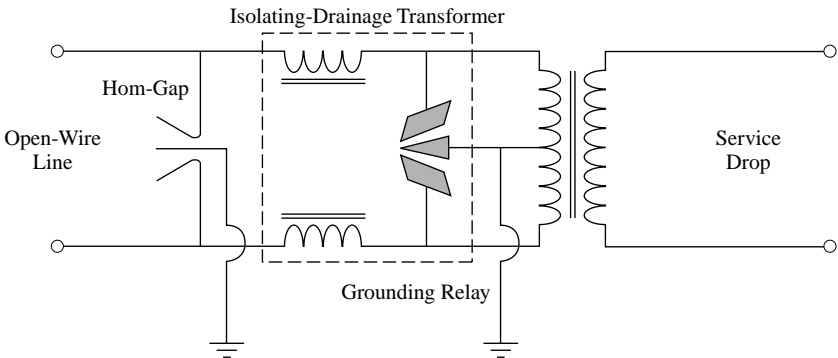 Isolating-Drainage Transformer
Hom-Gap
Open-Wire
Line
Service
Drop
Grounding Relay